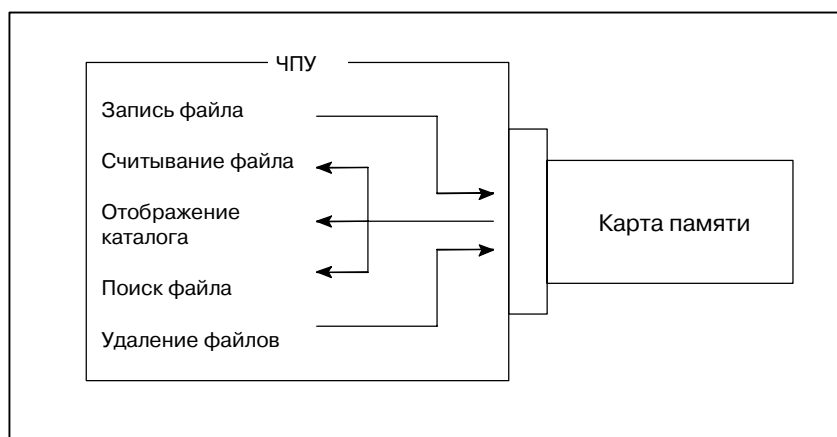 ЧПУ
Запись файла
Считывание файла
Отображение
каталога
Поиск файла
Удаление файлов
Карта памяти